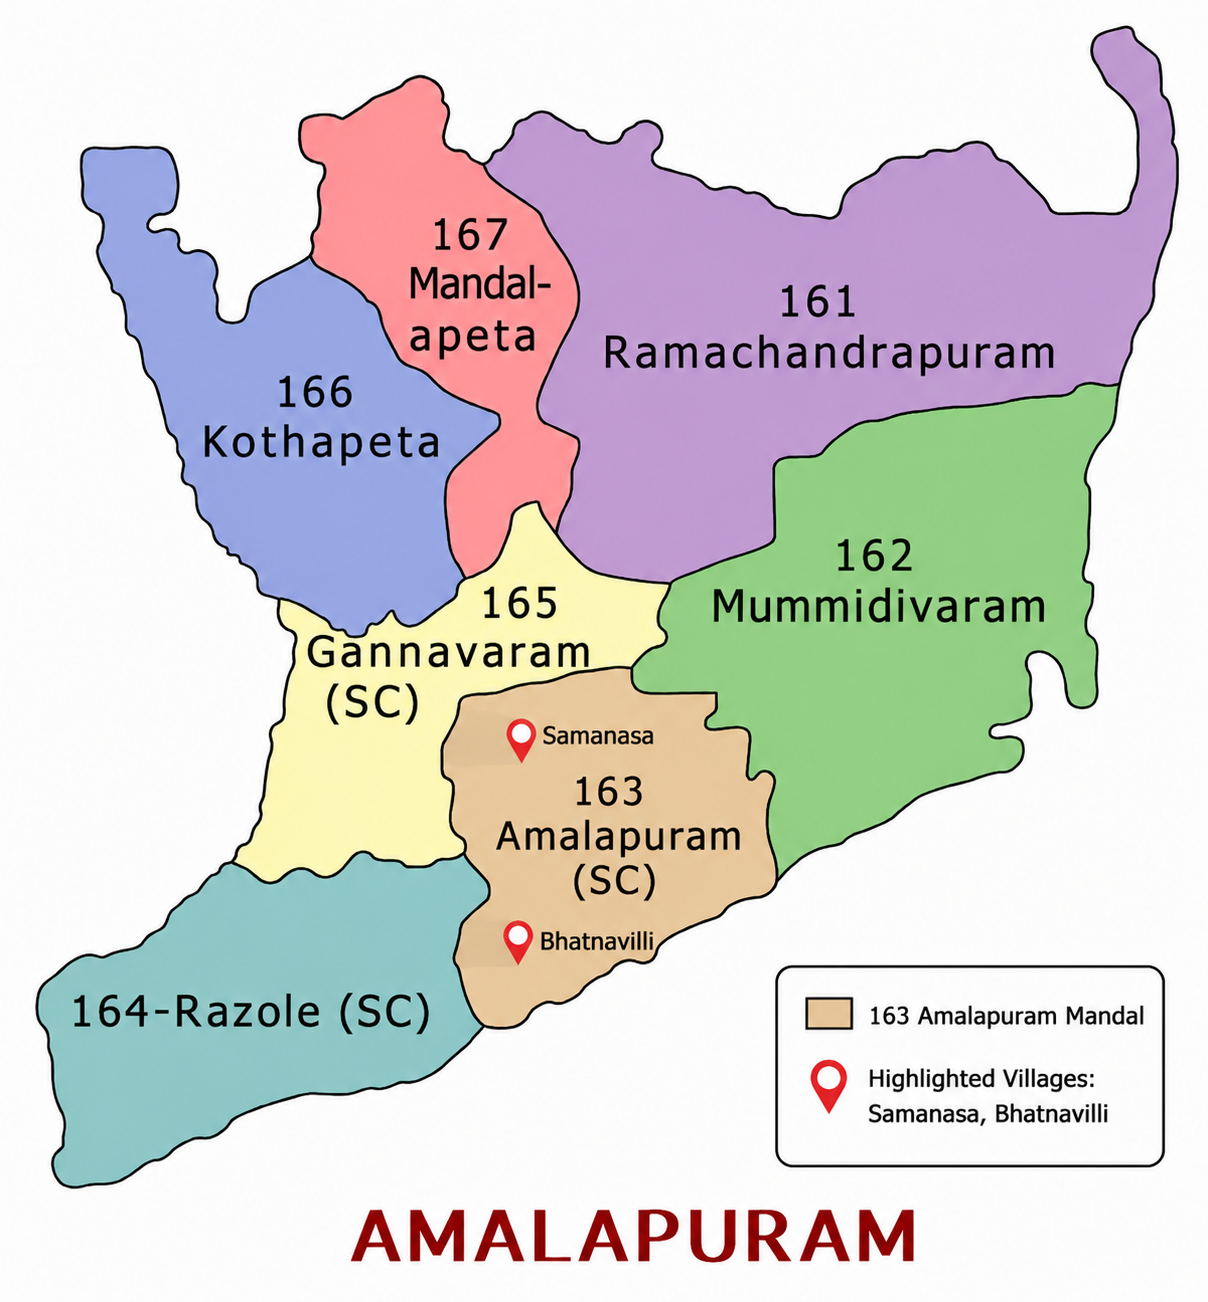 167
Mandal-
apeta
161
Ramachandrapuram
166
Kothapeta
162
Mummidivaram
165
Gannavaram
(SC)
Samanasa
163
Amalapuram
(SC)
Bhatnavilli
164-Razole (SC)
163 Amalapuram Mandal
Highlighted Villages:
Samanasa, Bhatnavilli
AMALAPURAM